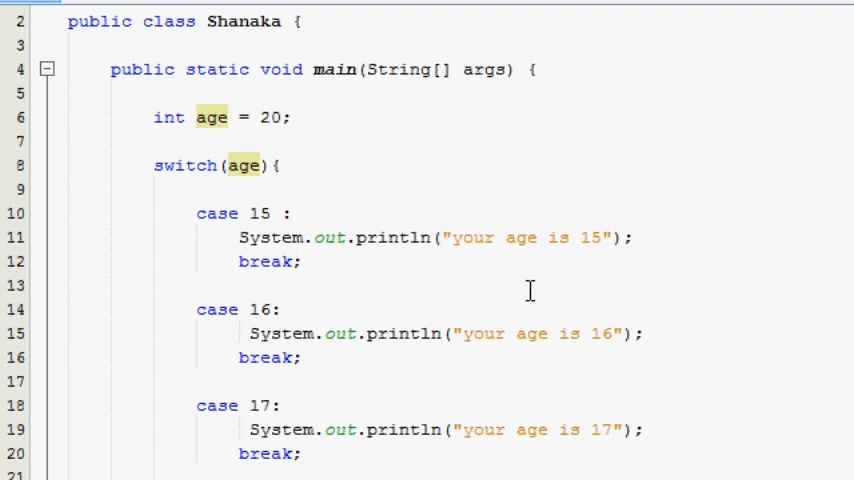 2 public class Shanaka {
3
4 public static void main(String[] args) {
5
6 int age = 20;
7
8 switch(age){
9
10 case 15 :
11 System.out.println("your age is 15");
12 break;
13
14 case 16:
15 System.out.println("your age is 16");
16 break;
17
18 case 17:
19 System.out.println("your age is 17");
20 break;
21